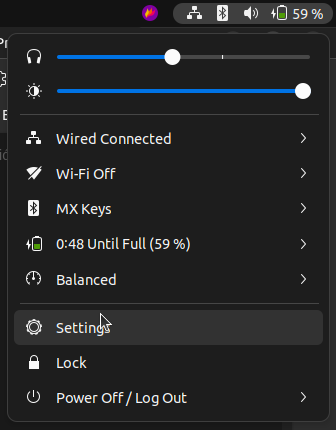 59 %
Wired Connected
Wi-Fi Off
MX Keys
0:48 Until Full (59 %)
Balanced
Settings
Lock
Power Off / Log Out